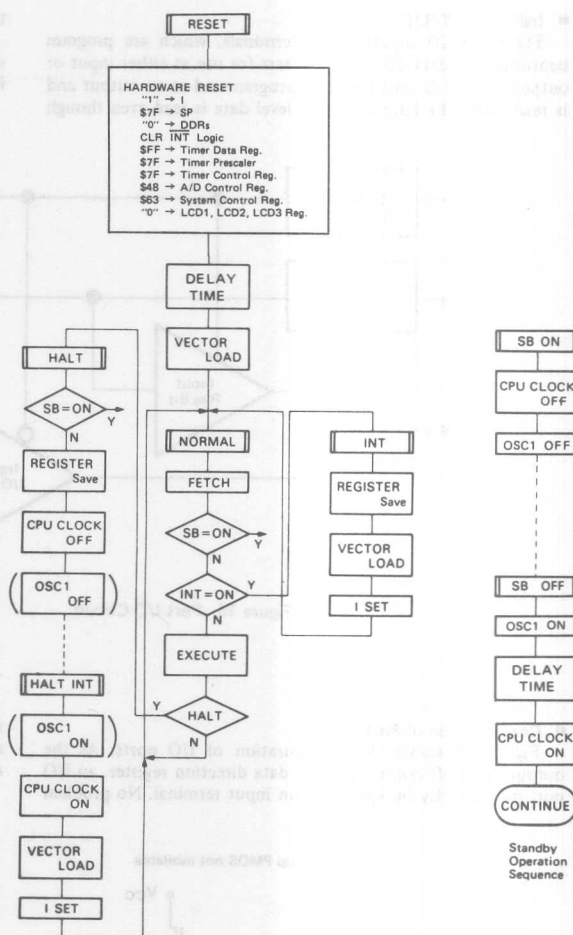 RESET
HARDWARE RESET
"1" → I
$7F → SP
"0" → DDRs
CLR INT Logic
$FF → Timer Data Reg.
$7F → Timer Prescaler
$7F → Timer Control Reg.
$48 → A/D Control Reg.
$63 → System Control Reg.
"0" → LCD1, LCD2, LCD3 Reg.
DELAY
TIME
VECTOR
LOAD
HALT
SB=ON
Y
N
REGISTER
Save
CPU CLOCK
OFF
OSC1
OFF
HALT INT
OSC1
ON
CPU CLOCK
ON
VECTOR
LOAD
I SET
NORMAL
FETCH
SB=ON
Y
N
INT=ON
Y
N
EXECUTE
HALT
Y
N
INT
REGISTER
Save
VECTOR
LOAD
I SET
SB ON
CPU CLOCK
OFF
OSC1 OFF
SB OFF
OSC1 ON
DELAY
TIME
CPU CLOCK
ON
CONTINUE
Standby
Operation
Sequence